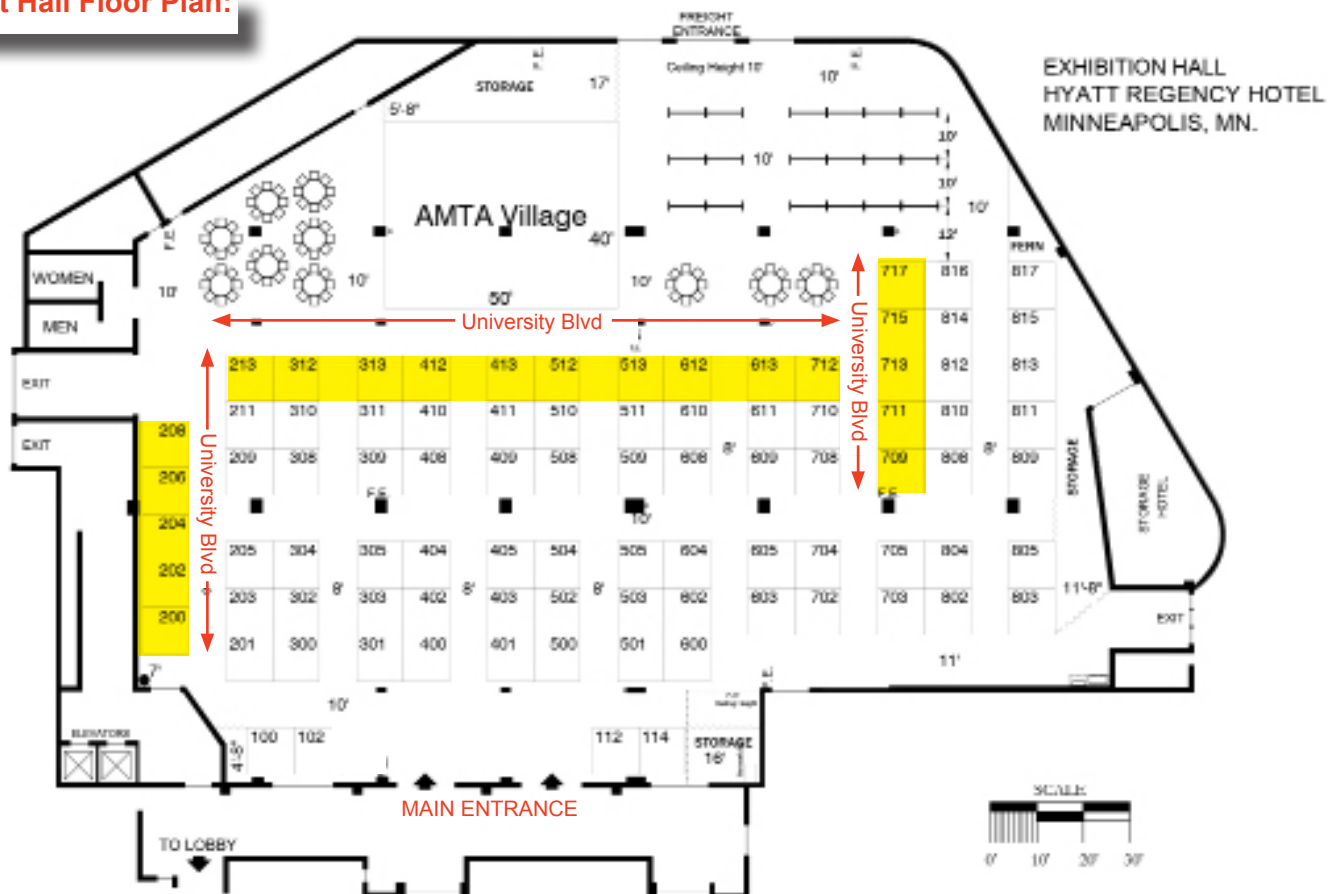 t Hall Floor Plan:
FREIGHT
ENTRANCE
EXHIBITION HALL
HYATT REGENCY HOTEL
MINNEAPOLIS, MN.
F.E.
Ceiling Height 10'
F.E.
10'
STORAGE
17'
5'-8"
10'
10'
10'
10'
12'
AMTA Village
40'
50'
F.E.
FERN
WOMEN
MEN
10'
10'
10'
University Blvd
717 816 817
715 814 815
213 312 313 412 413 512 513 612 613 712 713 812 813
EXIT
211 310 311 410 411 510 511 610 611 710 711 810 811
EXIT
208
209 308 309 408 409 508 509 608 8' 609 708 709 808 8' 809
206
University Blvd
University Blvd
F.E.
F.E.
10'
STORAGE
STORAGE
HOTEL
204
205 304 305 404 405 504 505 604 605 704 705 804 805
202
203 302 8' 303 402 8' 403 502 8' 503 602 603 702 703 802 803
11'-8"
200
201 300 301 400 401 500 501 600
EXIT
11'
7'
F.E.
10'
ELEVATORS
4'-8"
100 102
112 114
STORAGE
16'
MAIN ENTRANCE
TO LOBBY
SCALE
0' 10' 20' 30'